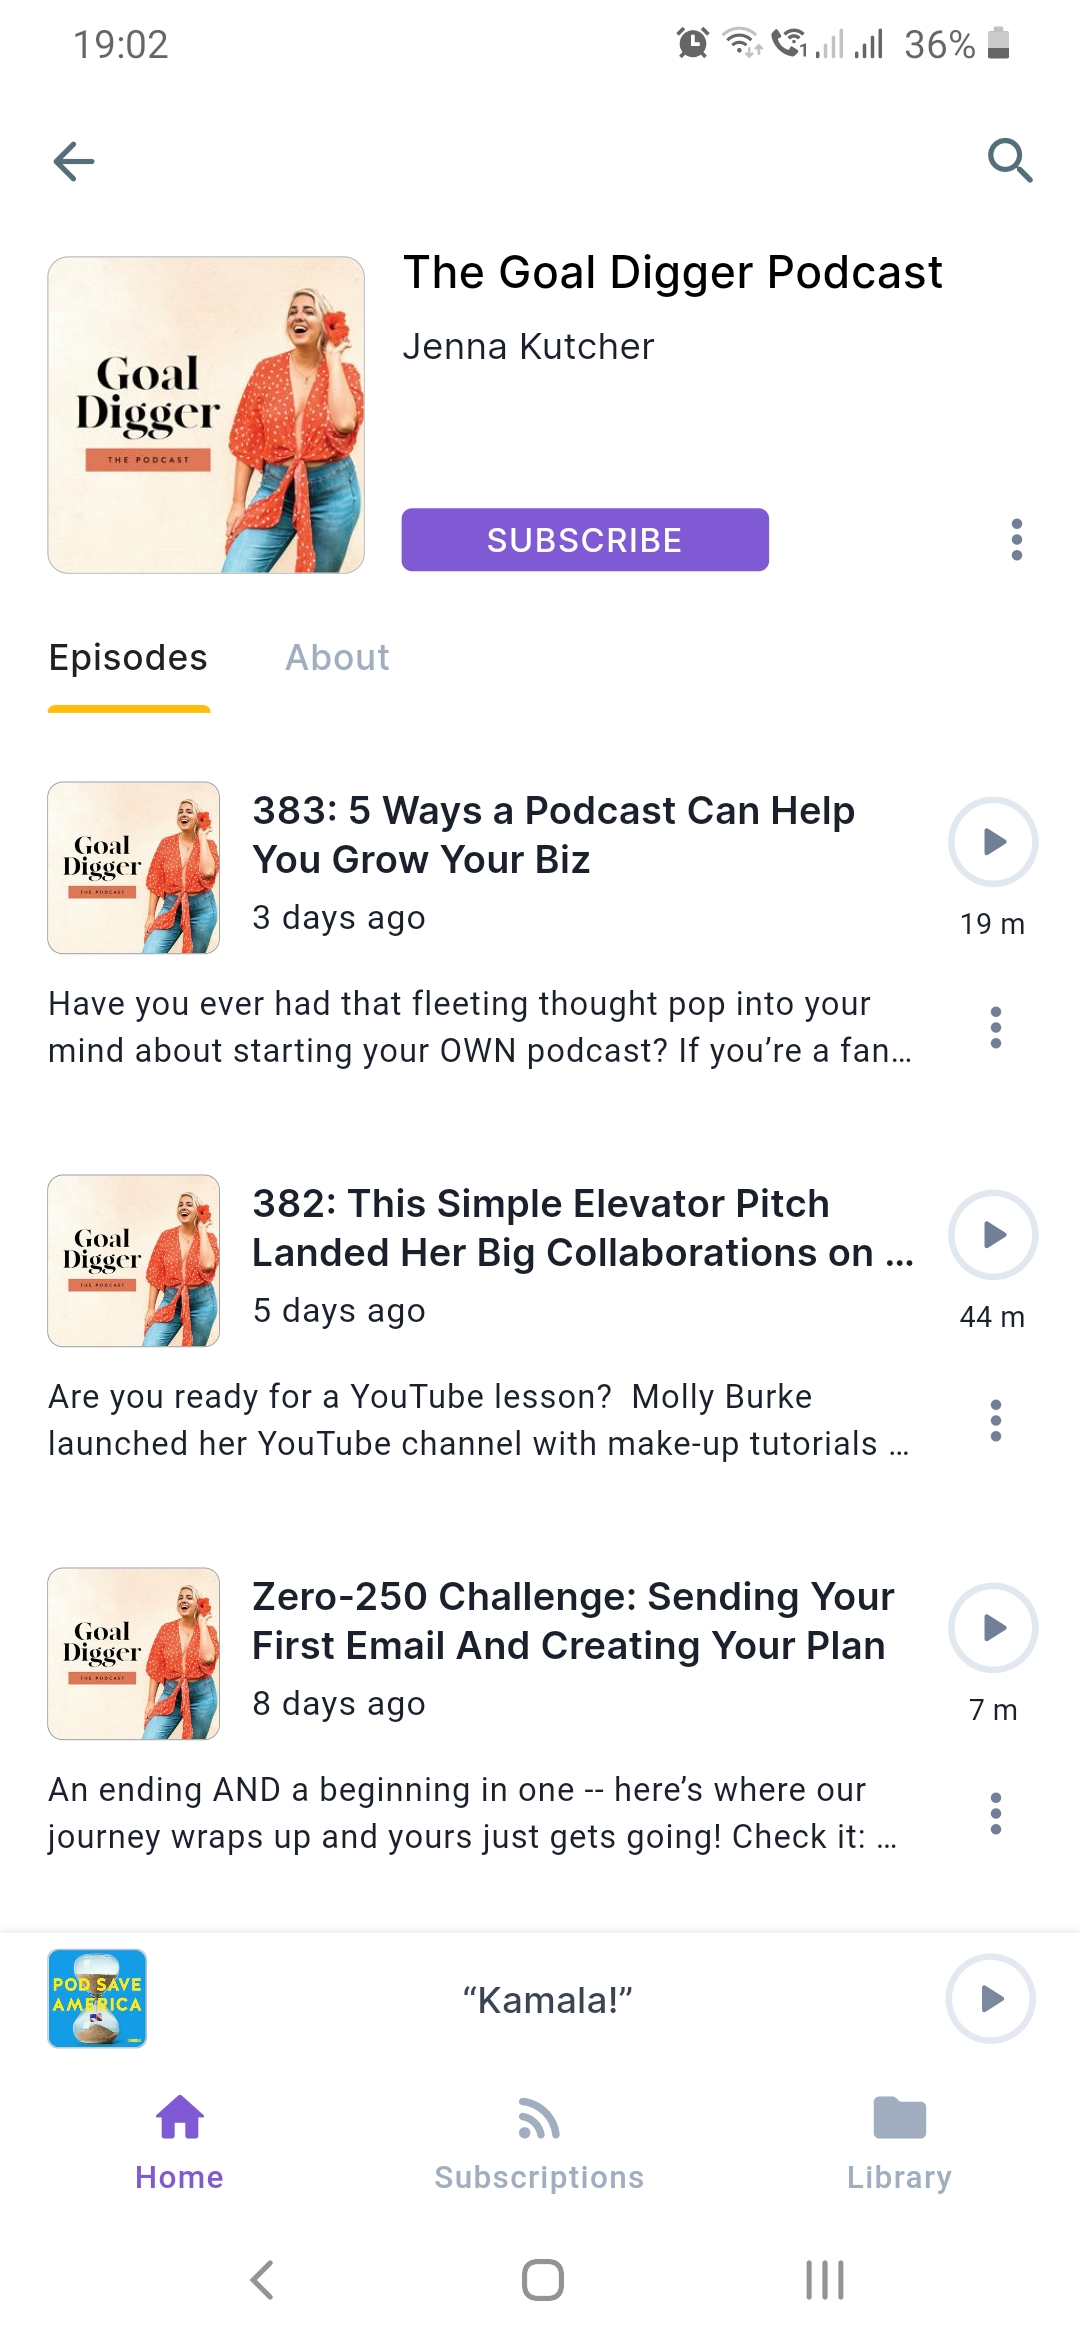 19:02
36%
The Goal Digger Podcast
Jenna Kutcher
Goal
Digger
THE PODCAST
SUBSCRIBE
Episodes About
383: 5 Ways a Podcast Can Help
You Grow Your Biz
3 days ago
19 m
Goal
Digger
THE PODCAST
Have you ever had that fleeting thought pop into your
mind about starting your OWN podcast? If you’re a fan…
382: This Simple Elevator Pitch
Landed Her Big Collaborations on …
5 days ago
44 m
Goal
Digger
THE PODCAST
Are you ready for a YouTube lesson?  Molly Burke
launched her YouTube channel with make-up tutorials …
Zero-250 Challenge: Sending Your
First Email And Creating Your Plan
8 days ago
7 m
Goal
Digger
THE PODCAST
An ending AND a beginning in one -- here’s where our
journey wraps up and yours just gets going! Check it: …
POD SAVE
AMERICA
“Kamala!”
Home Subscriptions Library